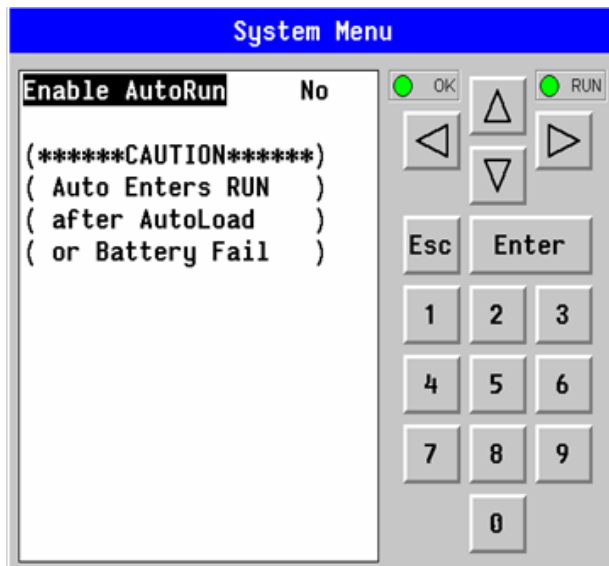 System Menu
Enable AutoRun No
(******CAUTION******)
( Auto Enters RUN )
( after AutoLoad )
( or Battery Fail )
OK
RUN
Esc
Enter
1 2 3
4 5 6
7 8 9
0